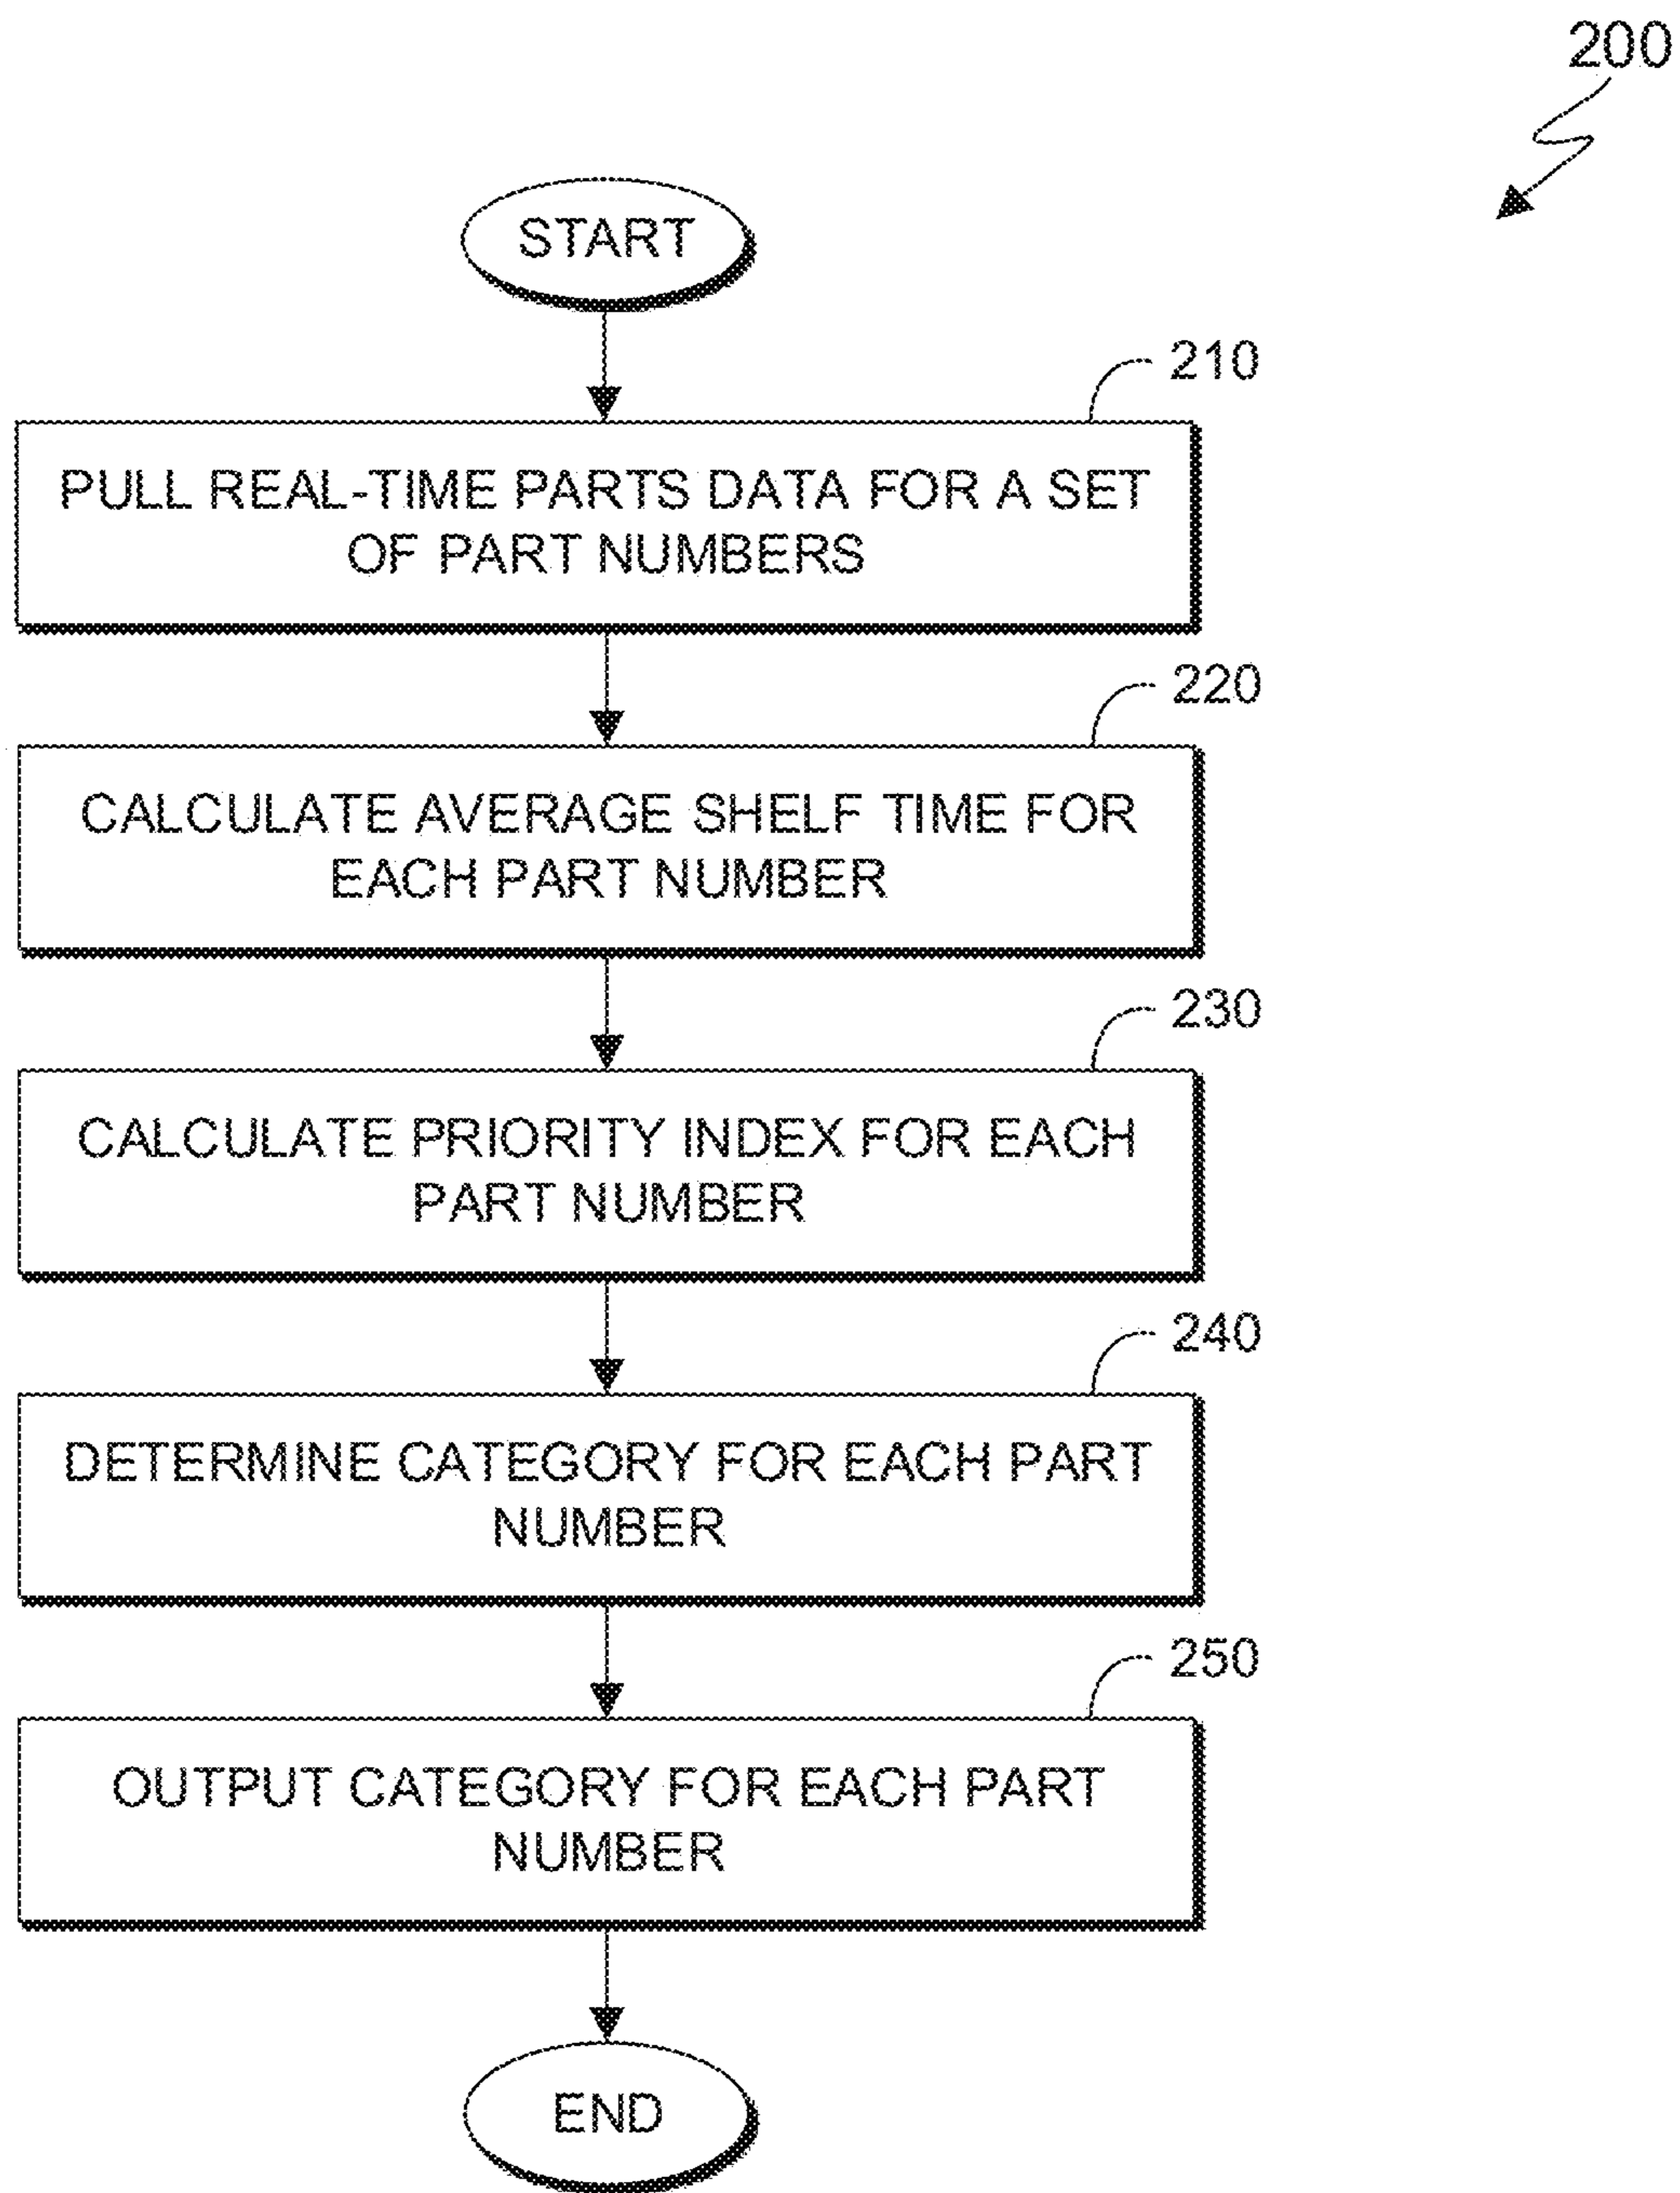 200
START
210
PULL REAL-TIME PARTS DATA FOR A SET
OF PART NUMBERS
220
CALCULATE AVERAGE SHELF TIME FOR
EACH PART NUMBER
230
CALCULATE PRIORITY INDEX FOR EACH
PART NUMBER
240
DETERMINE CATEGORY FOR EACH PART
NUMBER
250
OUTPUT CATEGORY FOR EACH PART
NUMBER
END